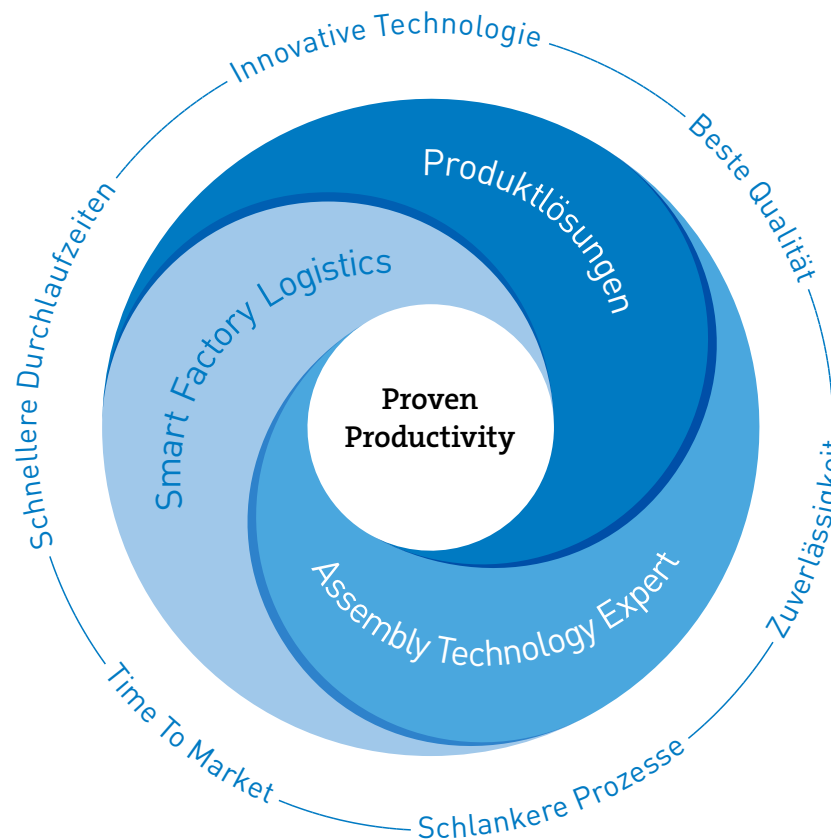 Innovative Technologie
Beste Qualität
Zuverlässigkeit
Schlankere Prozesse
Time To Market
Schnellere Durchlaufzeiten
Produktlösungen
Assembly Technology Expert
Smart Factory Logistics
Proven
Productivity